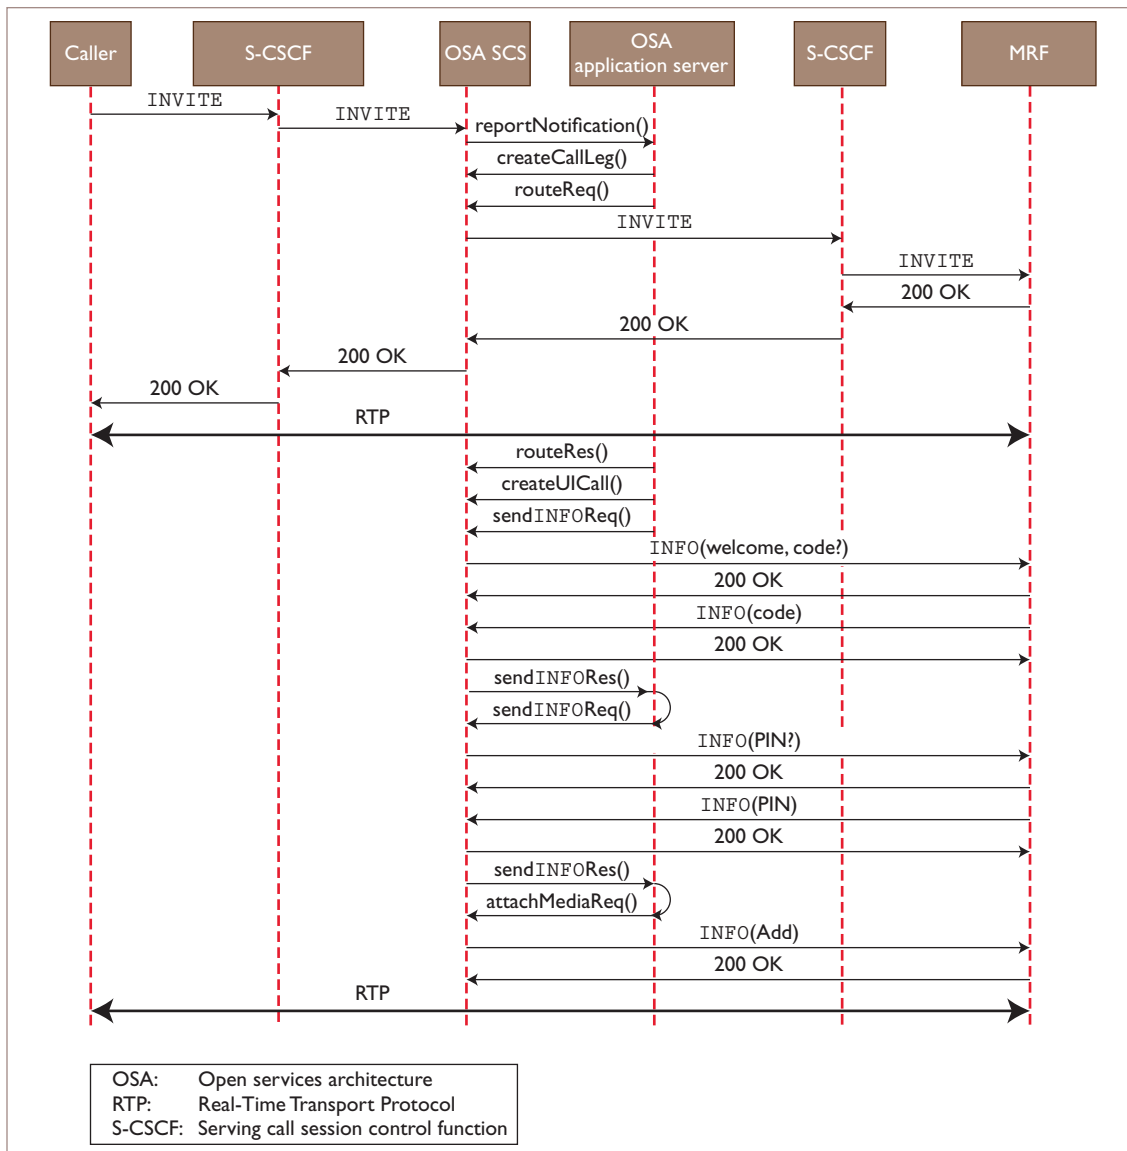 Caller
S-CSCF
OSA SCS
OSA
application server
S-CSCF
MRF
INVITE
INVITE
reportNotification()
createCallLeg()
routeReq()
INVITE
INVITE
200 OK
200 OK
200 OK
200 OK
RTP
routeRes()
createUICall()
sendINFOReq()
INFO(welcome, code?)
200 OK
INFO(code)
200 OK
sendINFORes()
sendINFOReq()
INFO(PIN?)
200 OK
INFO(PIN)
200 OK
sendINFORes()
attachMediaReq()
INFO(Add)
200 OK
RTP
OSA: Open services architecture
RTP: Real-Time Transport Protocol
S-CSCF: Serving call session control function